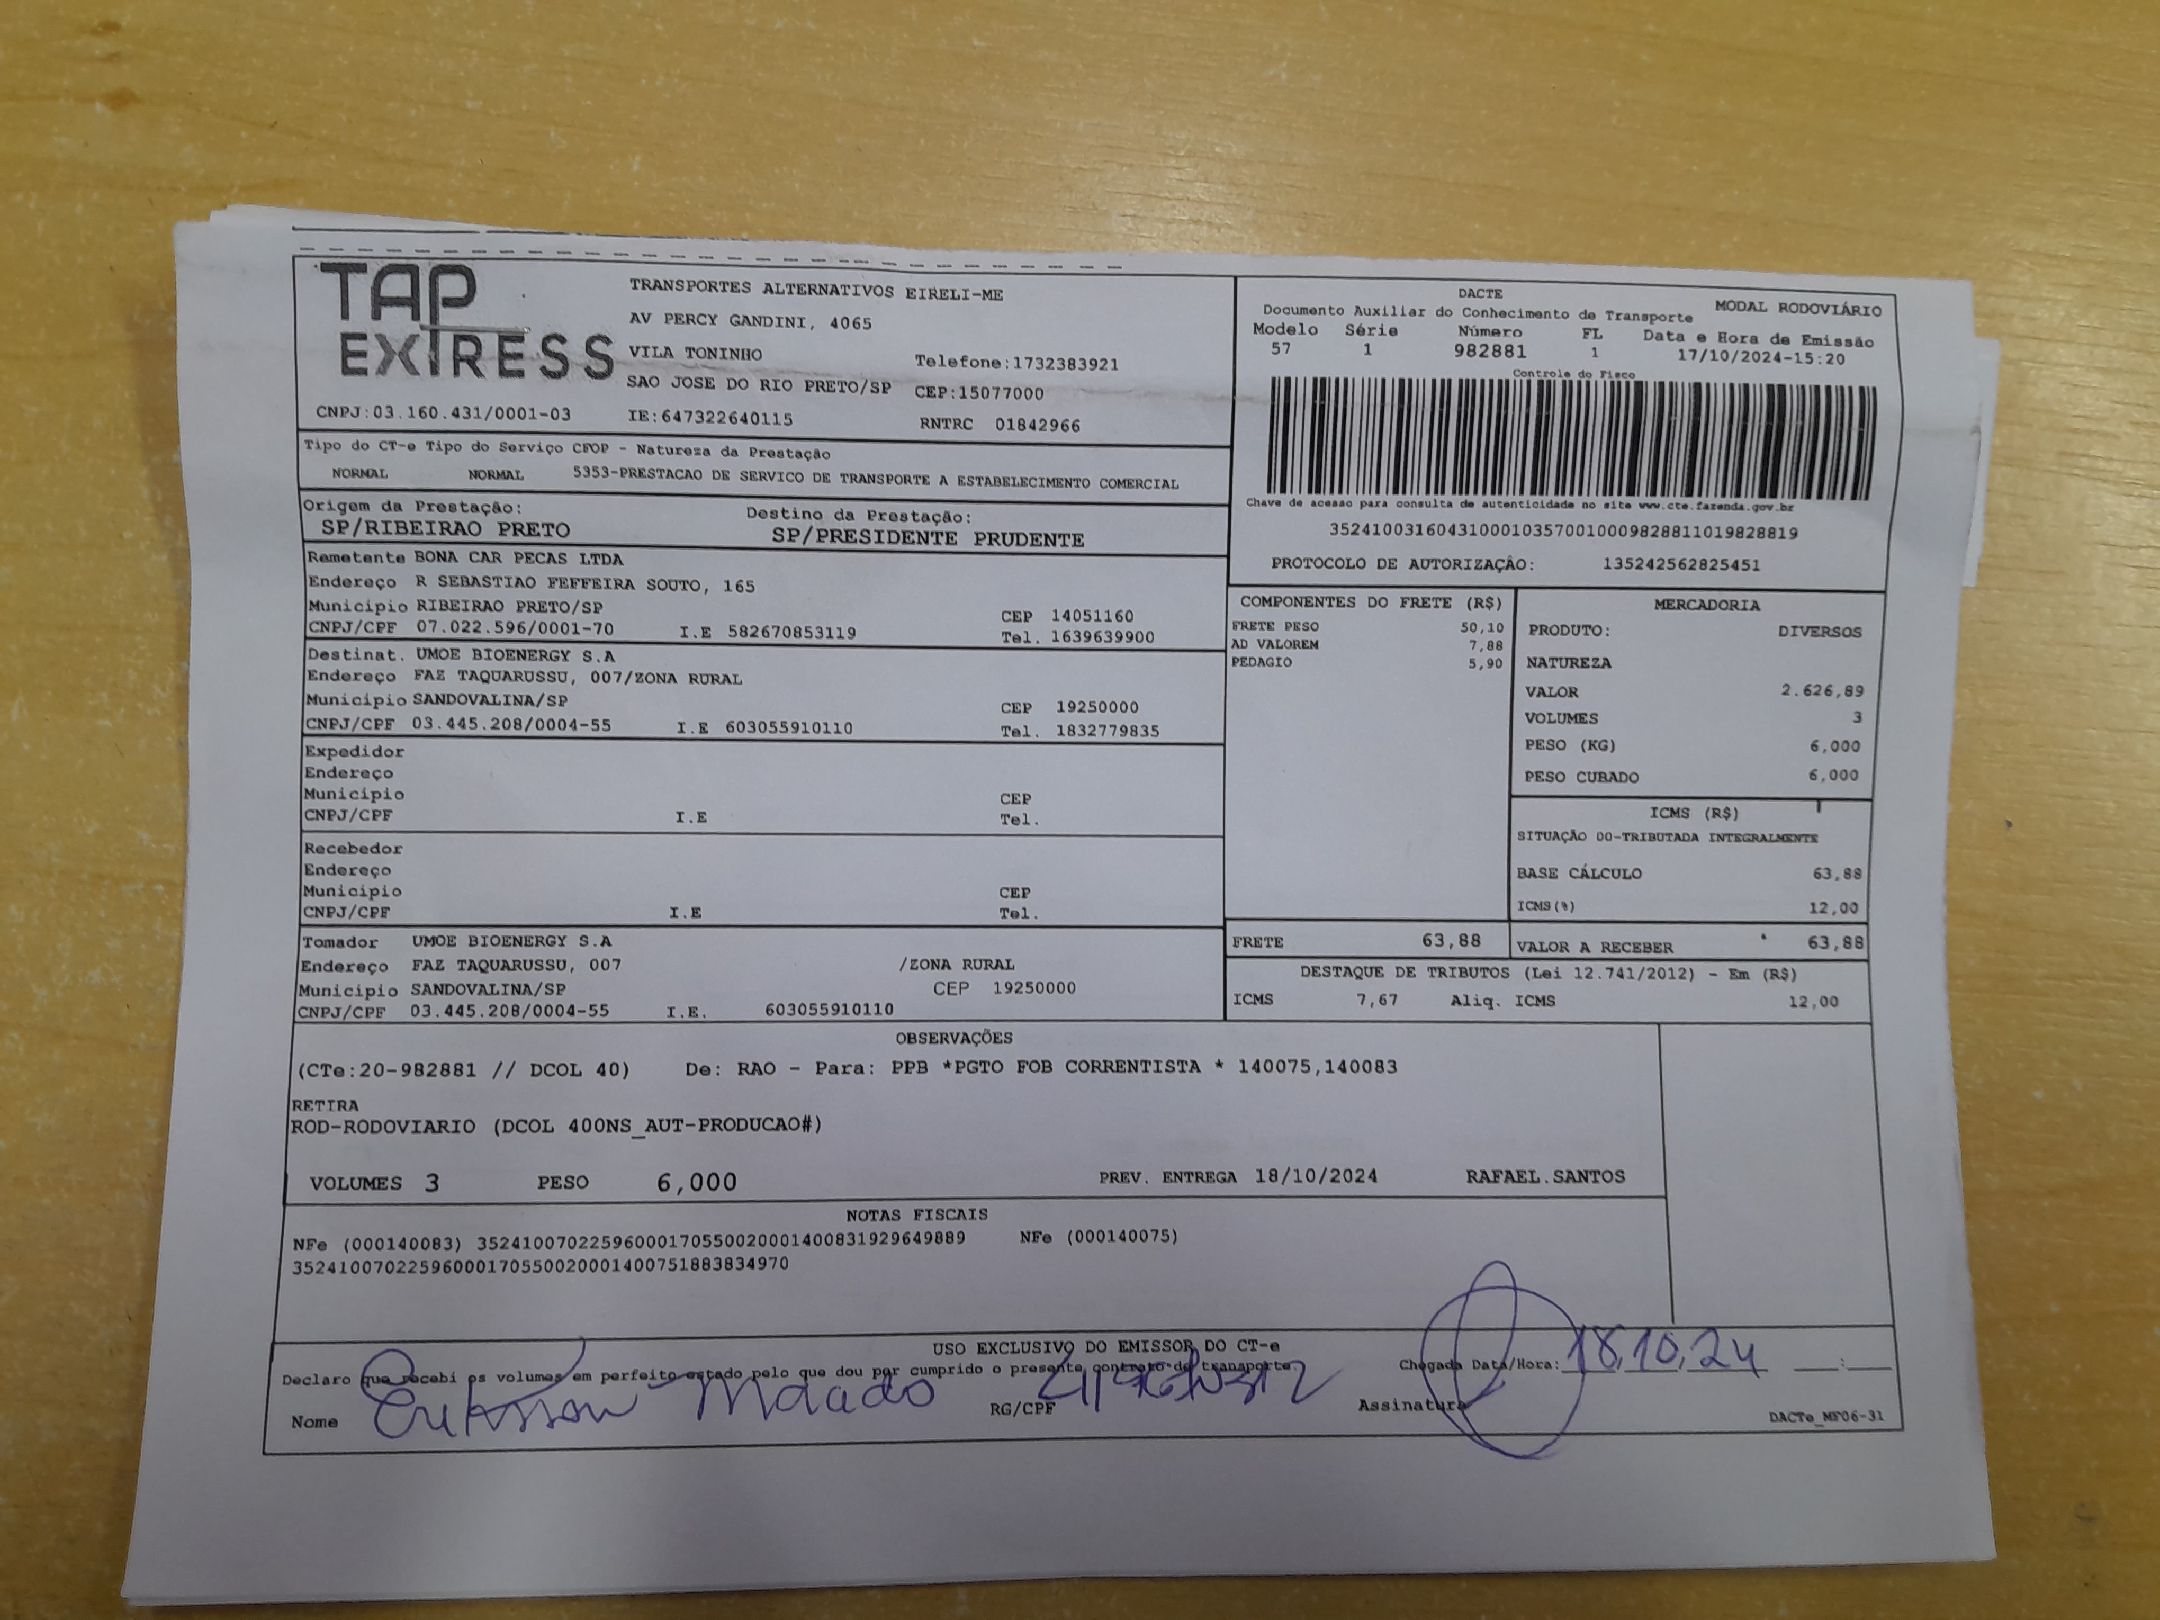 TAP EXTRESS
TRANSPORTES ALTERNATIVOS EIRELI-ME
AV PERCY GANDINI, 4065
VILA TONINHO Telefone:1732383921
SAO JOSE DO RIO PRETO/SP CEP:15077000
CNPJ:03.160.431/0001-03 IE:647322640115 RNTRC 01842966
DACTE MODAL RODOVIÁRIO
Documento Auxiliar do Conhecimento de Transporte
Modelo Série Número FL Data e Hora de Emissão
57 1 982881 1 17/10/2024-15:20
Controle do Fisco
Chave de acesso para consulta de autenticidade no site www.cte.fazenda.gov.br
35241003160431000103570010009828811019828819
PROTOCOLO DE AUTORIZAÇÂO: 135242562825451
Tipo do CT-e Tipo do Serviço CFOP - Natureza da Prestação
NORMAL NORMAL 5353-PRESTACAO DE SERVICO DE TRANSPORTE A ESTABELECIMENTO COMERCIAL
Origem da Prestação: Destino da Prestação:
SP/RIBEIRAO PRETO SP/PRESIDENTE PRUDENTE
Remetente BONA CAR PECAS LTDA
Endereço R SEBASTIAO FEFFEIRA SOUTO, 165
Município RIBEIRAO PRETO/SP CEP 14051160
CNPJ/CPF 07.022.596/0001-70 I.E 582670853119 Tel. 1639639900
Destinat. UMOE BIOENERGY S.A
Endereço FAZ TAQUARUSSU, 007/ZONA RURAL
Município SANDOVALINA/SP CEP 19250000
CNPJ/CPF 03.445.208/0004-55 I.E 603055910110 Tel. 1832779835
Expedidor
Endereço
Município CEP
CNPJ/CPF I.E Tel.
Recebedor
Endereço
Município CEP
CNPJ/CPF I.E Tel.
Tomador UMOE BIOENERGY S.A
Endereço FAZ TAQUARUSSU, 007 /ZONA RURAL
Município SANDOVALINA/SP CEP 19250000
CNPJ/CPF 03.445.208/0004-55 I.E. 603055910110
COMPONENTES DO FRETE (R$)
FRETE PESO 50,10
AD VALOREM 7,88
PEDAGIO 5,90
MERCADORIA
PRODUTO: DIVERSOS
NATUREZA
VALOR 2.626,89
VOLUMES 3
PESO (KG) 6,000
PESO CUBADO 6,000
ICMS (R$)
SITUAÇÃO 00-TRIBUTADA INTEGRALMENTE
BASE CÁLCULO 63,88
ICMS(%) 12,00
FRETE 63,88 VALOR A RECEBER 63,88
DESTAQUE DE TRIBUTOS (Lei 12.741/2012) - Em (R$)
ICMS 7,67 Aliq. ICMS 12,00
OBSERVAÇÕES
(CTe:20-982881 // DCOL 40) De: RAO - Para: PPB *PGTO FOB CORRENTISTA * 140075,140083
RETIRA
ROD-RODOVIARIO (DCOL 400NS_AUT-PRODUCAO#)
VOLUMES 3 PESO 6,000 PREV. ENTREGA 18/10/2024 RAFAEL.SANTOS
NOTAS FISCAIS
NFe (000140083) 35241007022596000170550020001400831929649889 NFe (000140075)
35241007022596000170550020001400751883834970
USO EXCLUSIVO DO EMISSOR DO CT-e
Declaro que recebi os volumes em perfeito estado pelo que dou por cumprido o presente contrato de transporte. Chegada Data/Hora: 18,10,24 __:__
Nome RG/CPF Assinatura DACTe_MF06-31